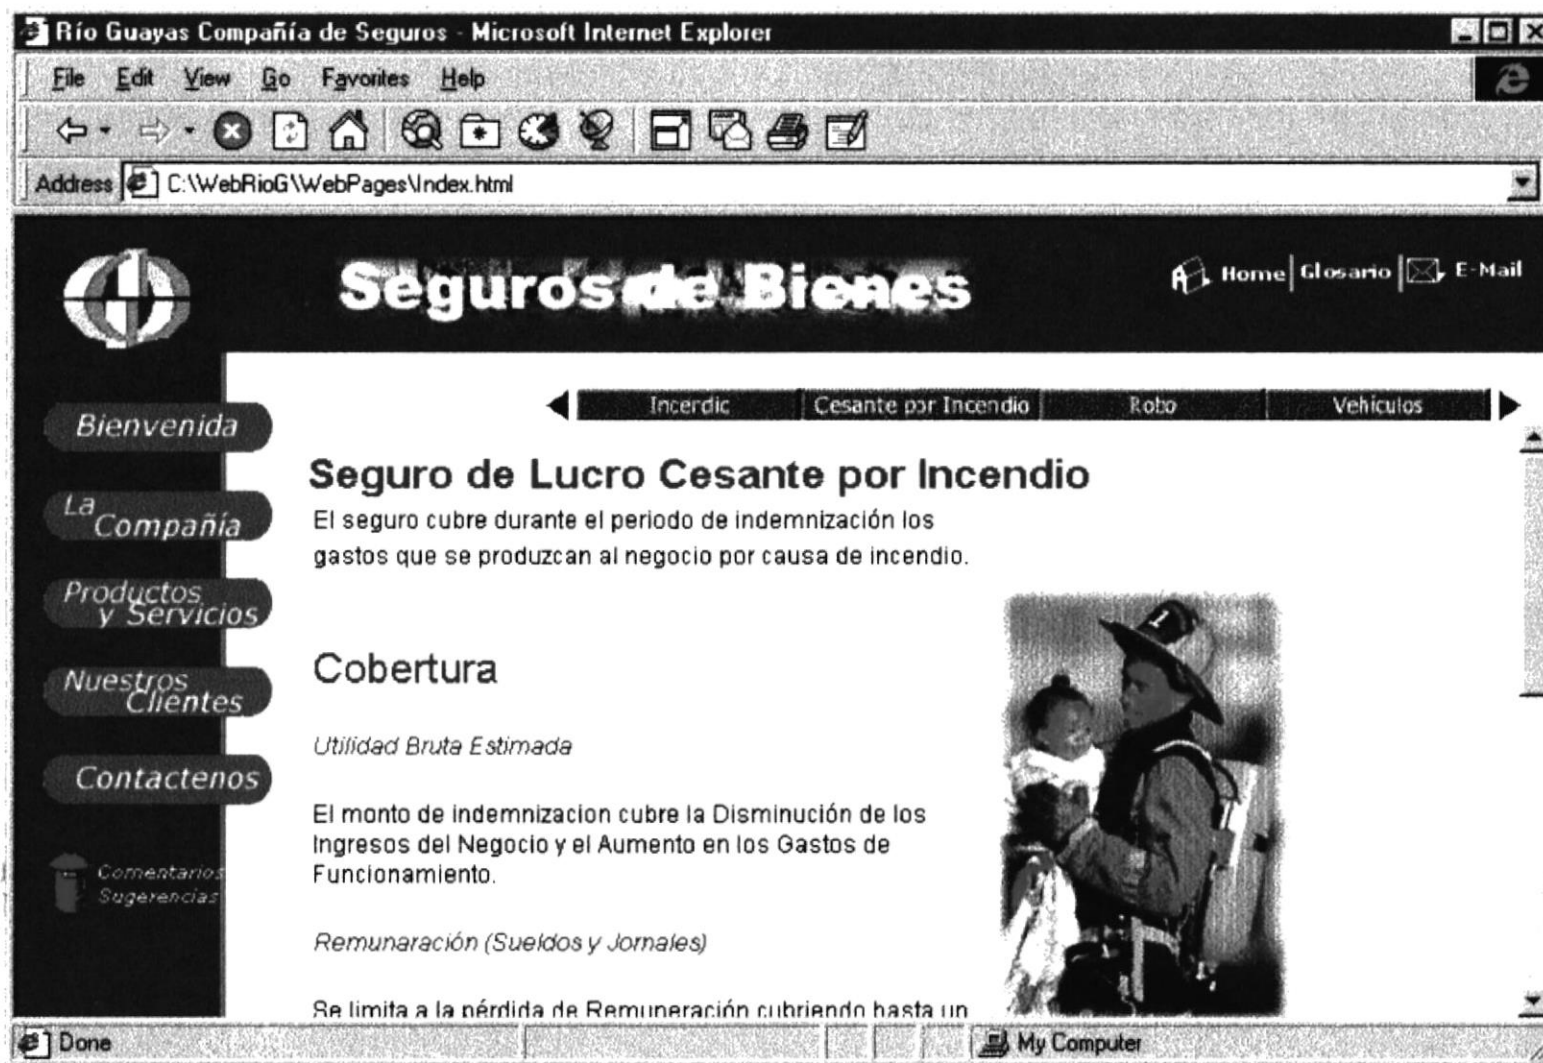 Río Guayas Compañía de Seguros - Microsoft Internet Explorer
File Edit View Go Favorites Help
Address C:\WebRioG\WebPages\Index.html
Seguros de Bienes
Home Glosario E-Mail
Incerdic Cesante por Incendio Robo Vehículos
Bienvenida
La Compañía
Productos
y Servicios
Nuestros
Clientes
Contactenos
Comentarios
Sugerencias
Seguro de Lucro Cesante por Incendio
El seguro cubre durante el periodo de indemnización los
gastos que se produzcan al negocio por causa de incendio.
Cobertura
Utilidad Bruta Estimada
El monto de indemnizacion cubre la Disminución de los
Ingresos del Negocio y el Aumento en los Gastos de
Funcionamiento.
Remunaración (Sueldos y Jornales)
Se limita a la pérdida de Remuneración cubriendo hasta un
1
Done My Computer